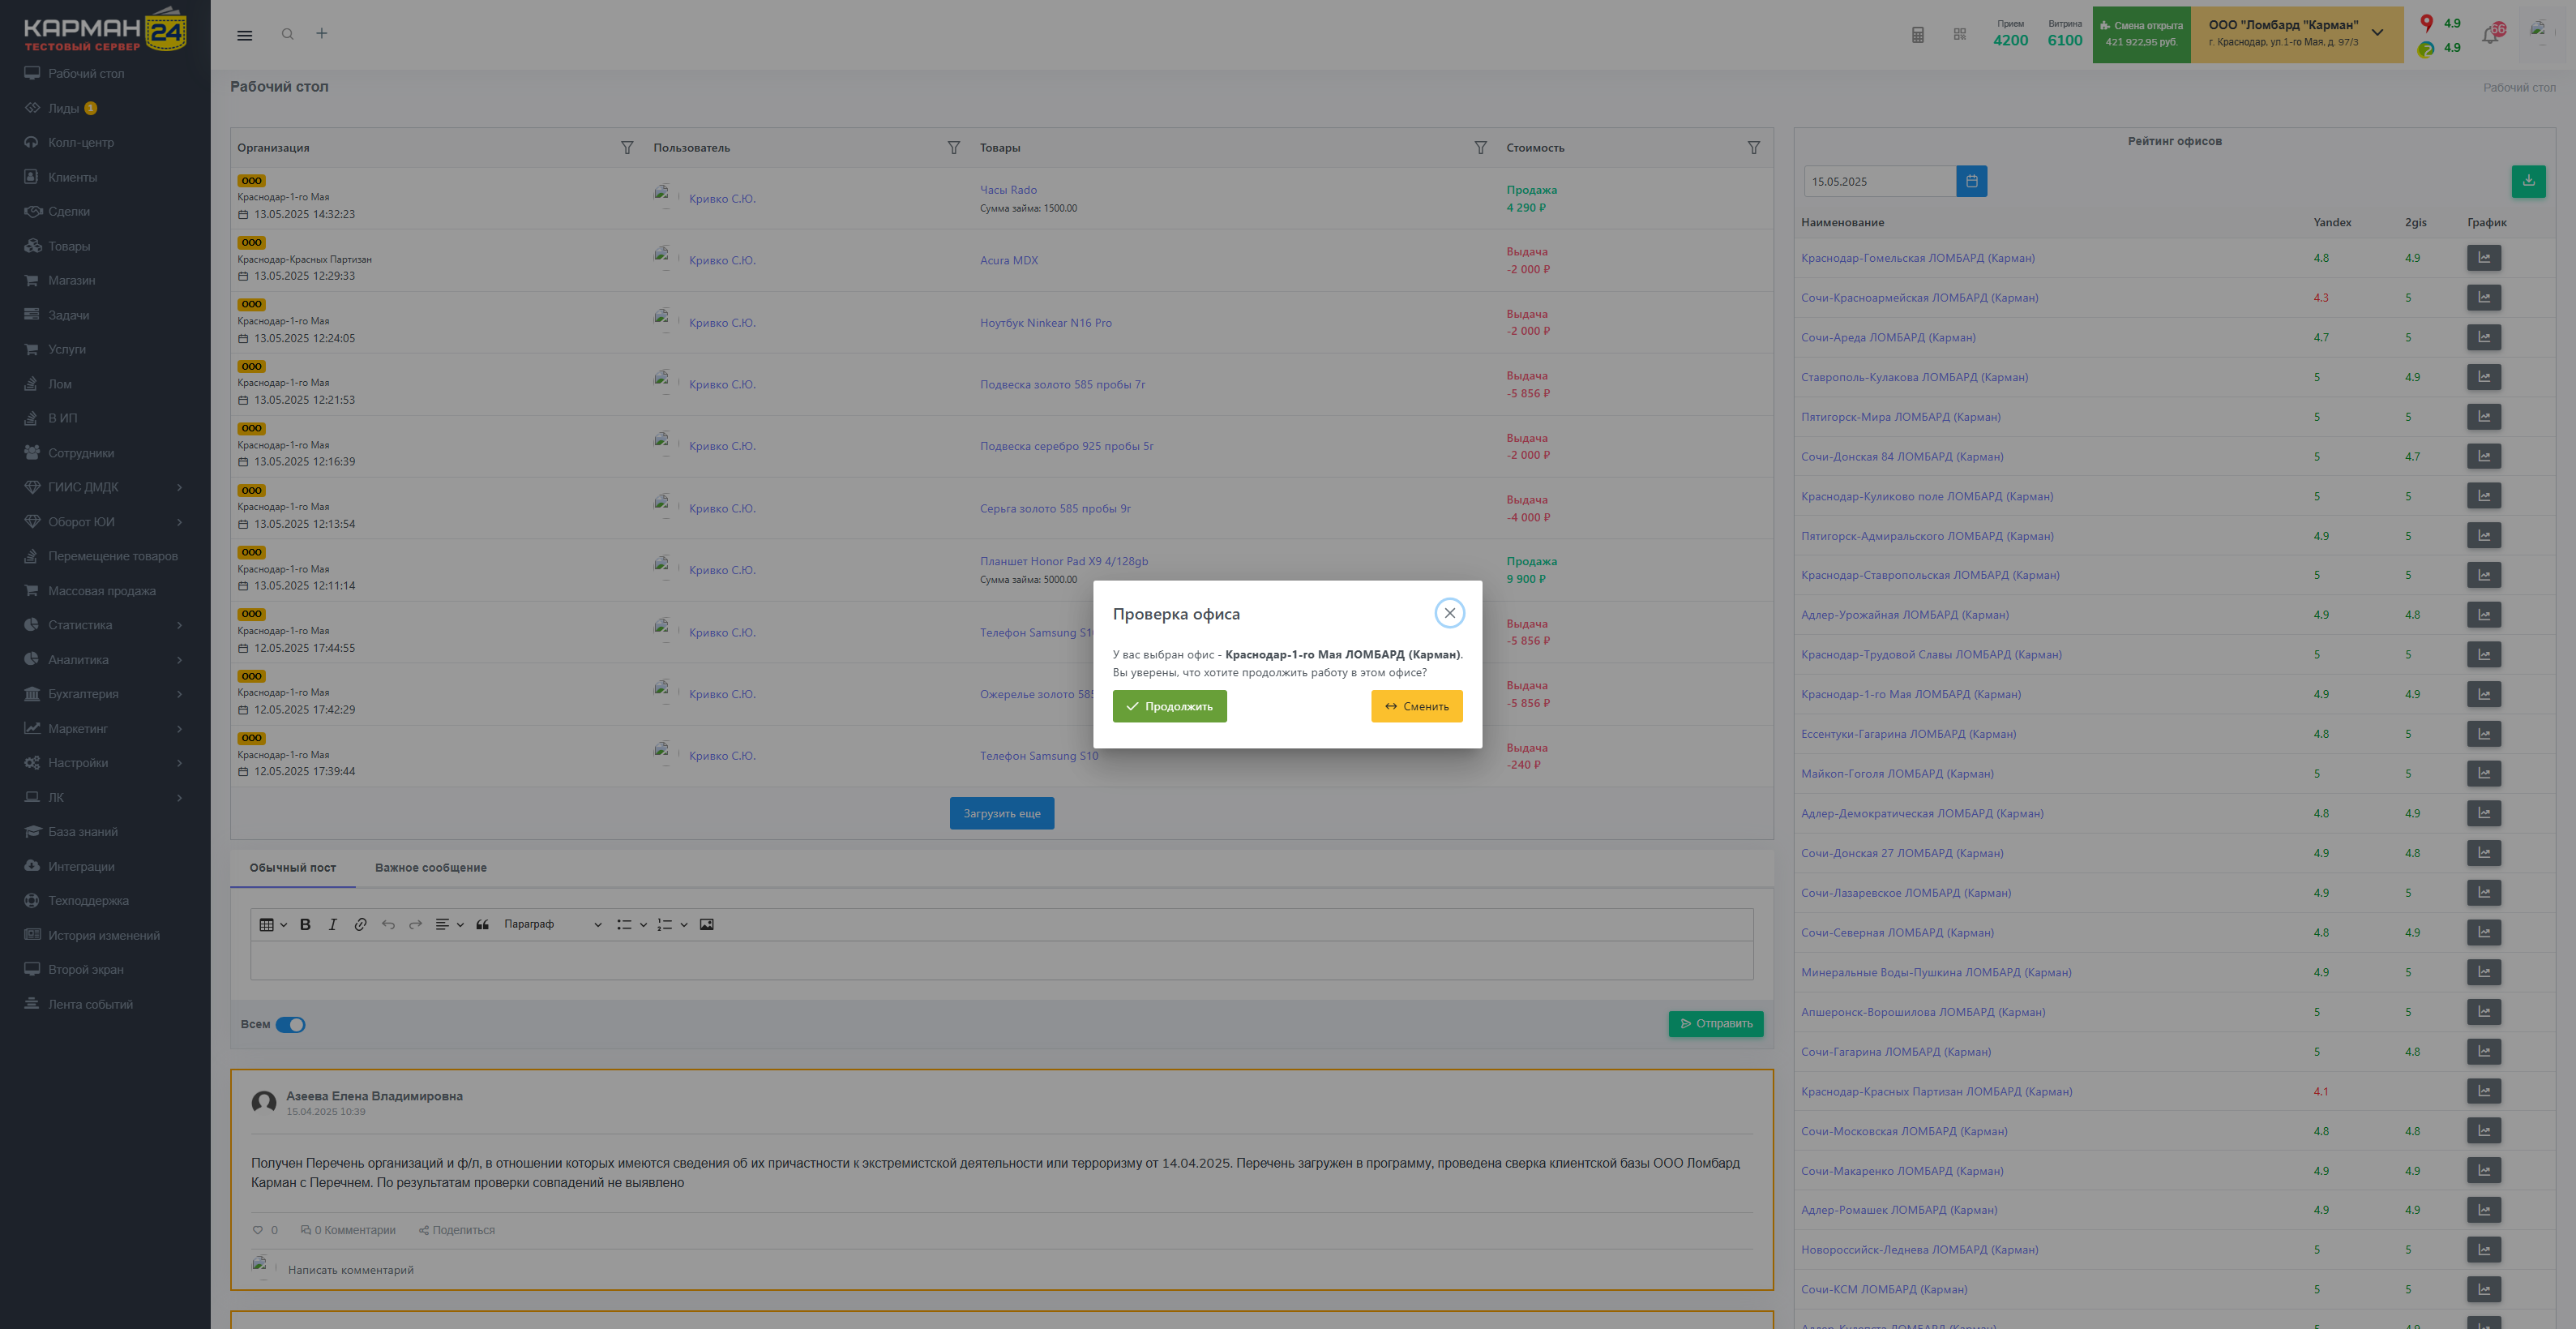 КАРМАН 24
ТЕСТОВЫЙ СЕРВЕР
Рабочий стол
Лиды 1
Колл-центр
Клиенты
Сделки
Товары
Магазин
Задачи
Услуги
Лом
В ИП
Сотрудники
ГИИС ДМДК
Оборот ЮИ
Перемещение товаров
Массовая продажа
Статистика
Аналитика
Бухгалтерия
Маркетинг
Настройки
ЛК
База знаний
Интеграции
Техподдержка
История изменений
Второй экран
Лента событий
Прием
4200
Витрина
6100
Смена открыта
421 922,95 руб.
ООО "Ломбард "Карман"
г. Краснодар, ул.1-го Мая, д. 97/3
4.9
4.9
66
Рабочий стол
Рабочий стол
Организация Пользователь Товары Стоимость
ООО
Краснодар-1-го Мая
13.05.2025 14:32:23
Кривко С.Ю.
Часы Rado
Сумма займа: 1500.00
Продажа
4 290 ₽
ООО
Краснодар-Красных Партизан
13.05.2025 12:29:33
Кривко С.Ю.
Acura MDX
Выдача
-2 000 ₽
ООО
Краснодар-1-го Мая
13.05.2025 12:24:05
Кривко С.Ю.
Ноутбук Ninkear N16 Pro
Выдача
-2 000 ₽
ООО
Краснодар-1-го Мая
13.05.2025 12:21:53
Кривко С.Ю.
Подвеска золото 585 пробы 7г
Выдача
-5 856 ₽
ООО
Краснодар-1-го Мая
13.05.2025 12:16:39
Кривко С.Ю.
Подвеска серебро 925 пробы 5г
Выдача
-2 000 ₽
ООО
Краснодар-1-го Мая
13.05.2025 12:13:54
Кривко С.Ю.
Серьга золото 585 пробы 9г
Выдача
-4 000 ₽
ООО
Краснодар-1-го Мая
13.05.2025 12:11:14
Кривко С.Ю.
Планшет Honor Pad X9 4/128gb
Сумма займа: 5000.00
Продажа
9 900 ₽
ООО
Краснодар-1-го Мая
12.05.2025 17:44:55
Кривко С.Ю.
Телефон Samsung S10
Выдача
-5 856 ₽
ООО
Краснодар-1-го Мая
12.05.2025 17:42:29
Кривко С.Ю.
Ожерелье золото 585
Выдача
-5 856 ₽
ООО
Краснодар-1-го Мая
12.05.2025 17:39:44
Кривко С.Ю.
Телефон Samsung S10
Выдача
-240 ₽
Загрузить еще
Проверка офиса
У вас выбран офис - Краснодар-1-го Мая ЛОМБАРД (Карман).
Вы уверены, что хотите продолжить работу в этом офисе?
Продолжить
Сменить
Обычный пост Важное сообщение
Параграф
Всем
Отправить
Азеева Елена Владимировна
15.04.2025 10:39
Получен Перечень организаций и ф/л, в отношении которых имеются сведения об их причастности к экстремистской деятельности или терроризму от 14.04.2025. Перечень загружен в программу, проведена сверка клиентской базы ООО Ломбард
Карман с Перечнем. По результатам проверки совпадений не выявлено
0 0 Комментарии Поделиться
Написать комментарий
Рейтинг офисов
15.05.2025
Наименование Yandex 2gis График
Краснодар-Гомельская ЛОМБАРД (Карман) 4.8 4.9
Сочи-Красноармейская ЛОМБАРД (Карман) 4.3 5
Сочи-Ареда ЛОМБАРД (Карман) 4.7 5
Ставрополь-Кулакова ЛОМБАРД (Карман) 5 4.9
Пятигорск-Мира ЛОМБАРД (Карман) 5 5
Сочи-Донская 84 ЛОМБАРД (Карман) 5 4.7
Краснодар-Куликово поле ЛОМБАРД (Карман) 5 5
Пятигорск-Адмиральского ЛОМБАРД (Карман) 4.9 5
Краснодар-Ставропольская ЛОМБАРД (Карман) 5 5
Адлер-Урожайная ЛОМБАРД (Карман) 4.9 4.8
Краснодар-Трудовой Славы ЛОМБАРД (Карман) 5 5
Краснодар-1-го Мая ЛОМБАРД (Карман) 4.9 4.9
Ессентуки-Гагарина ЛОМБАРД (Карман) 4.8 5
Майкоп-Гоголя ЛОМБАРД (Карман) 5 5
Адлер-Демократическая ЛОМБАРД (Карман) 4.8 4.9
Сочи-Донская 27 ЛОМБАРД (Карман) 4.9 4.8
Сочи-Лазаревское ЛОМБАРД (Карман) 4.9 5
Сочи-Северная ЛОМБАРД (Карман) 4.8 4.9
Минеральные Воды-Пушкина ЛОМБАРД (Карман) 4.9 5
Апшеронск-Ворошилова ЛОМБАРД (Карман) 5 5
Сочи-Гагарина ЛОМБАРД (Карман) 5 4.8
Краснодар-Красных Партизан ЛОМБАРД (Карман) 4.1
Сочи-Московская ЛОМБАРД (Карман) 4.8 4.8
Сочи-Макаренко ЛОМБАРД (Карман) 4.9 4.9
Адлер-Ромашек ЛОМБАРД (Карман) 4.9 4.9
Новороссийск-Леднева ЛОМБАРД (Карман) 5 5
Сочи-КСМ ЛОМБАРД (Карман) 5 5